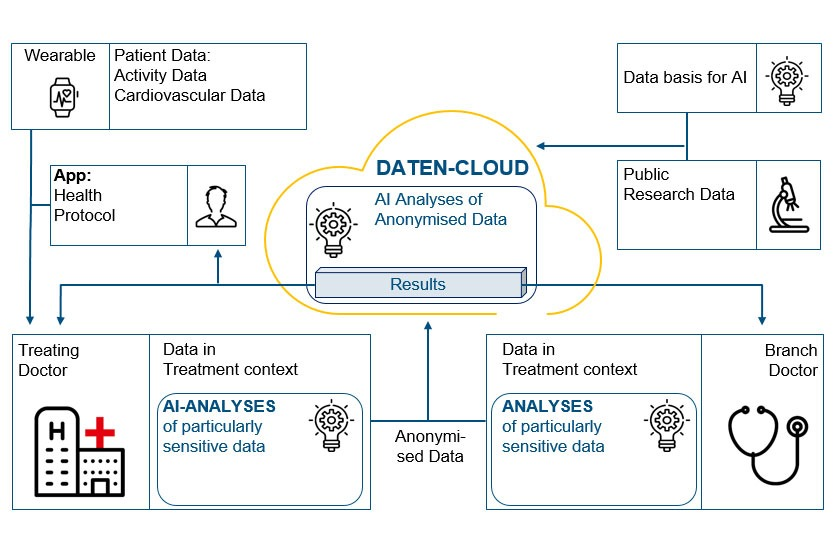 Wearable
Patient Data:
Activity Data
Cardiovascular Data
Data basis for AI
App:
Health
Protocol
DATEN-CLOUD
AI Analyses of
Anonymised Data
Public
Research Data
Results
Treating
Doctor
Data in
Treatment context
AI-ANALYSES
of particularly
sensitive data
H
Anonymi-
sed Data
Data in
Treatment context
ANALYSES
of particularly
sensitive data
Branch
Doctor